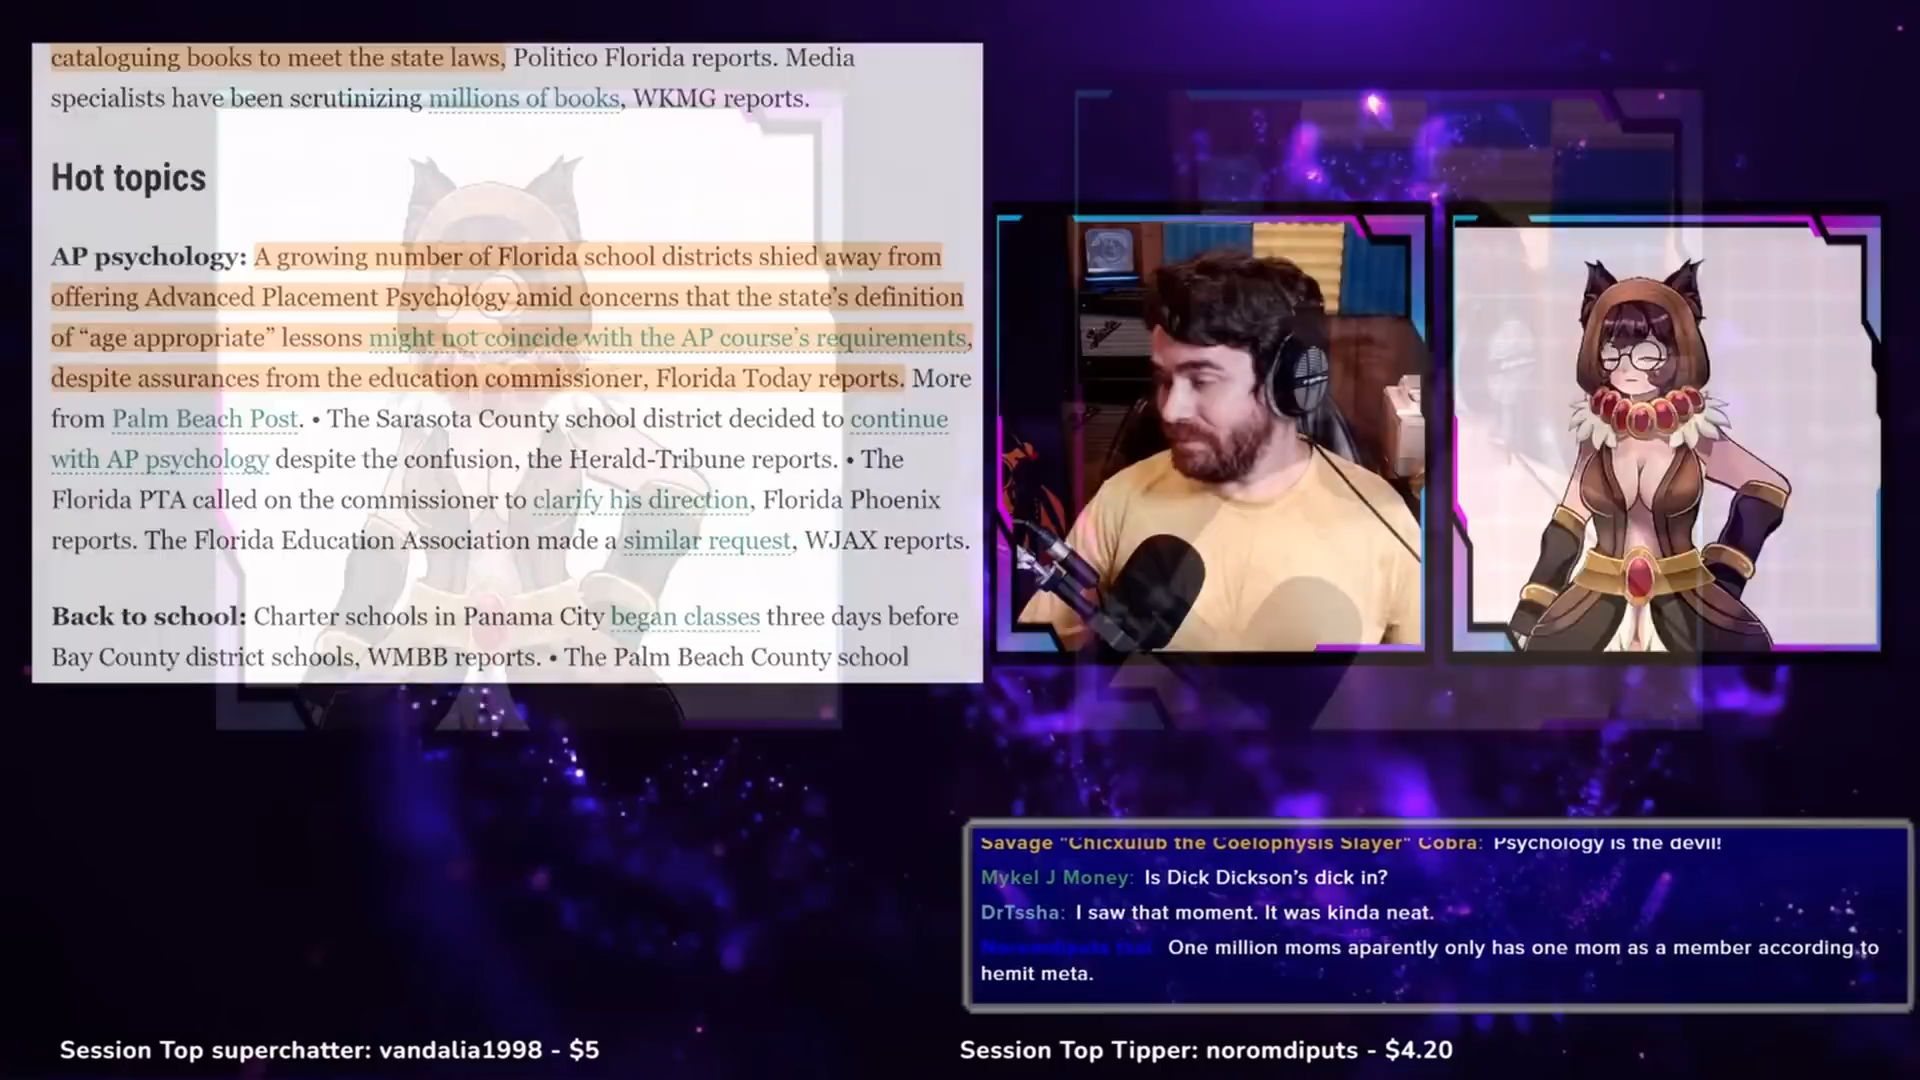 cataloguing books to meet the state laws, Politico Florida reports. Media
specialists have been scrutinizing millions of books, WKMG reports.
Hot topics
AP psychology: A growing number of Florida school districts shied away from
offering Advanced Placement Psychology amid concerns that the state's definition
of “age appropriate” lessons might not coincide with the AP course's requirements,
despite assurances from the education commissioner, Florida Today reports. More
from Palm Beach Post. • The Sarasota County school district decided to continue
with AP psychology despite the confusion, the Herald-Tribune reports. • The
Florida PTA called on the commissioner to clarify his direction, Florida Phoenix
reports. The Florida Education Association made a similar request, WJAX reports.
Back to school: Charter schools in Panama City began classes three days before
Bay County district schools, WMBB reports. • The Palm Beach County school
Savage "Chicxulub the Coelophysis Slayer" Cobra: Psychology is the devil!
Mykel J Money: Is Dick Dickson's dick in?
DrTssha: I saw that moment. It was kinda neat.
One million moms aparently only has one mom as a member according to
hemit meta.
Session Top superchatter: vandalia1998 - $5
Session Top Tipper: noromdiputs - $4.20